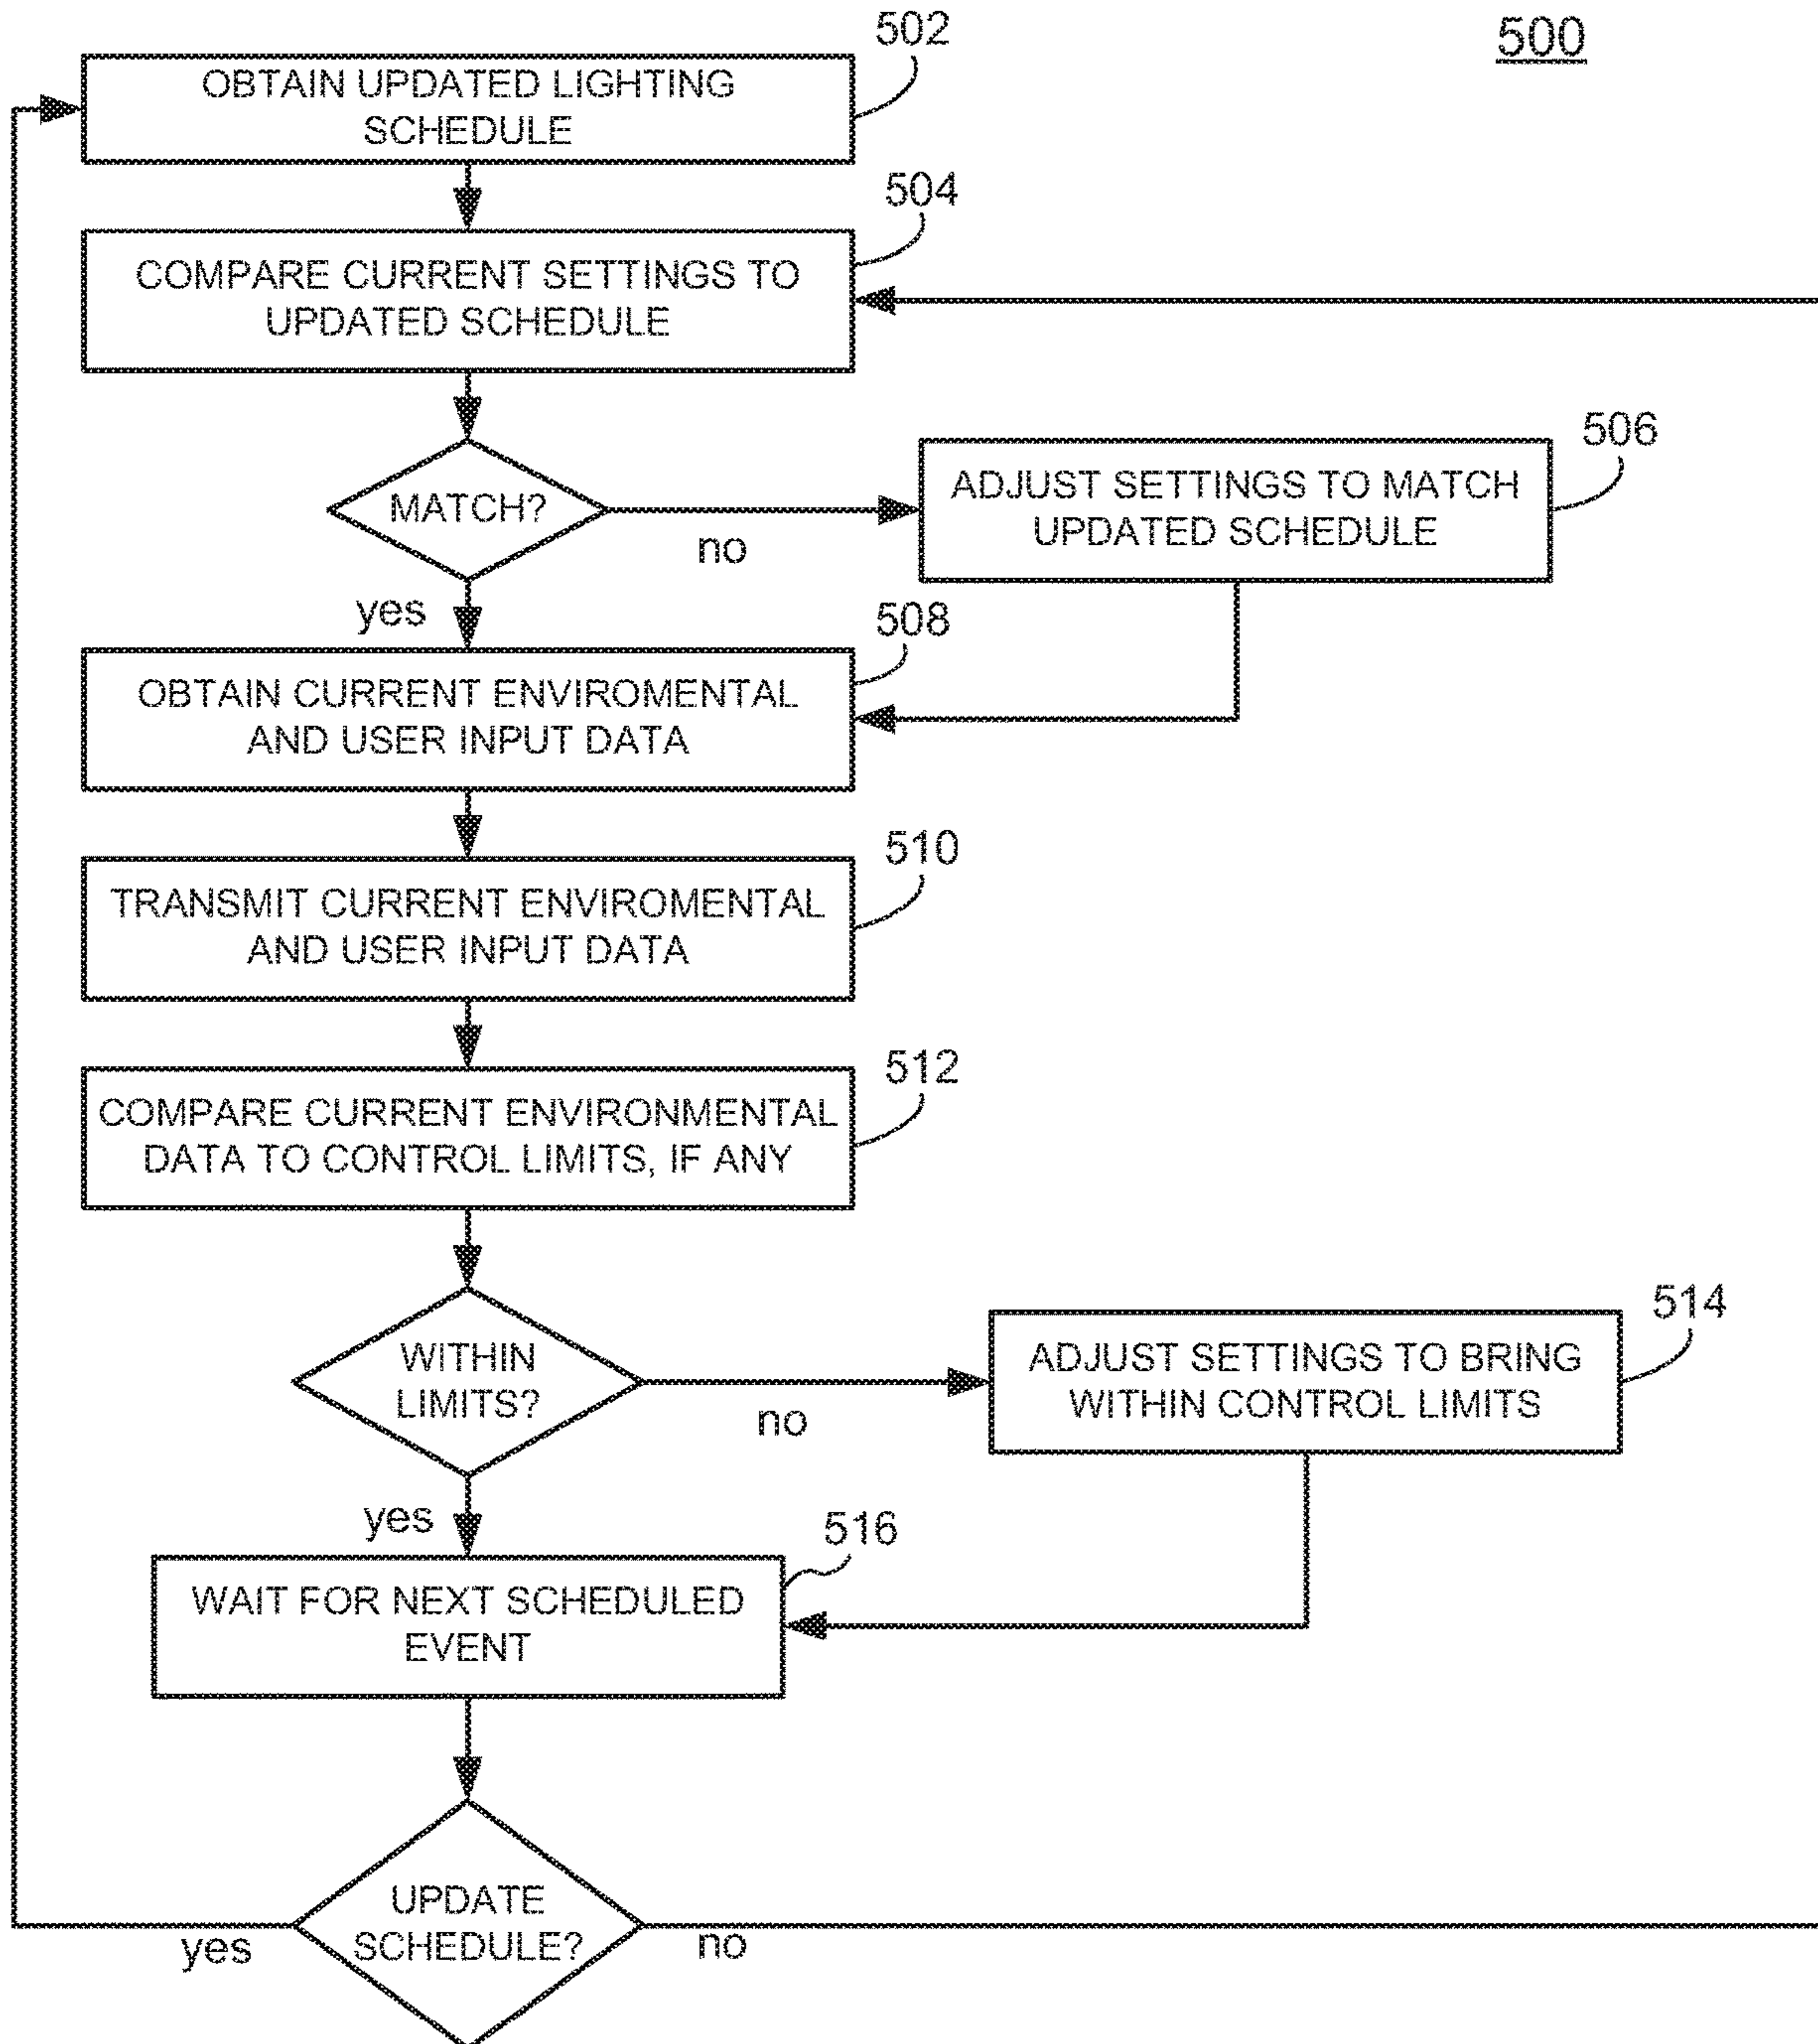 500
502
OBTAIN UPDATED LIGHTING
SCHEDULE
504
COMPARE CURRENT SETTINGS TO
UPDATED SCHEDULE
MATCH?
no
506
ADJUST SETTINGS TO MATCH
UPDATED SCHEDULE
yes
508
OBTAIN CURRENT ENVIROMENTAL
AND USER INPUT DATA
510
TRANSMIT CURRENT ENVIROMENTAL
AND USER INPUT DATA
512
COMPARE CURRENT ENVIRONMENTAL
DATA TO CONTROL LIMITS, IF ANY
WITHIN
LIMITS?
no
514
ADJUST SETTINGS TO BRING
WITHIN CONTROL LIMITS
yes
516
WAIT FOR NEXT SCHEDULED
EVENT
UPDATE
SCHEDULE?
yes
no